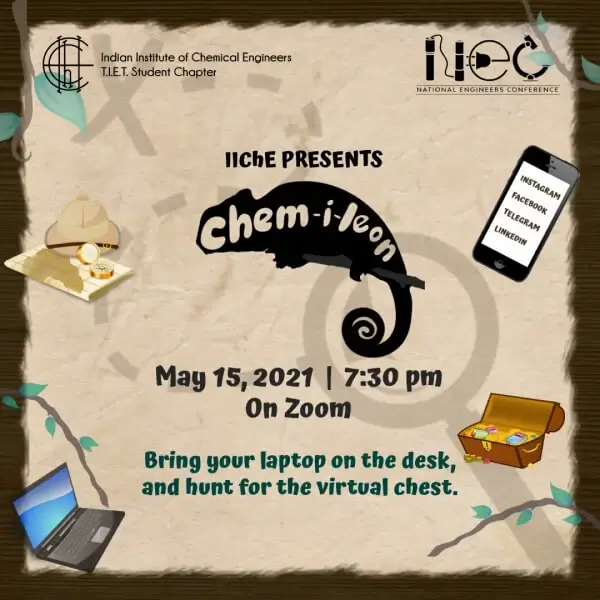 Indian Institute of Chemical Engineers
T.I.E.T. Student Chapter
NEC
NATIONAL ENGINEERS CONFERENCE
IIChE PRESENTS
chem-i-leon
INSTAGRAM
FACEBOOK
TELEGRAM
LINKEDIN
May 15, 2021 | 7:30 pm
On Zoom
Bring your laptop on the desk,
and hunt for the virtual chest.